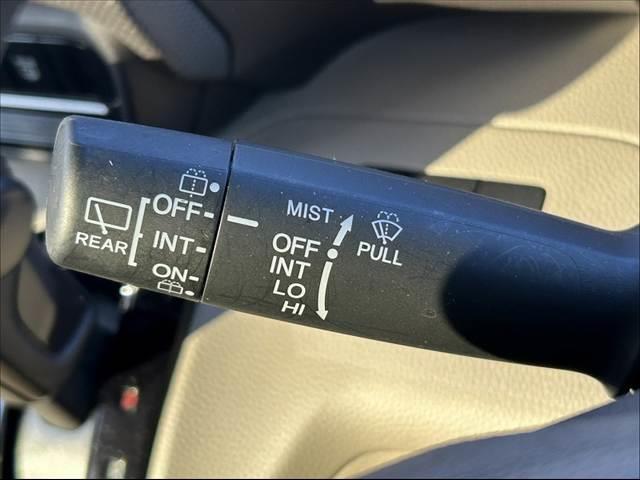 OFF
REAR
INT
ON
MIST
OFF
INT
LO
HI
PULL